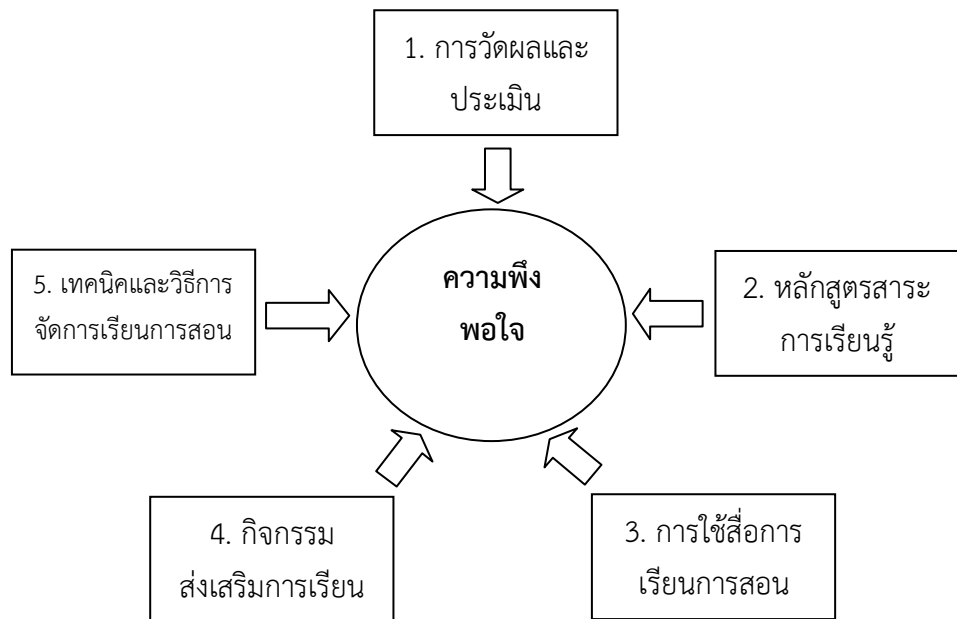 1. การวัดผลและ
ประเมิน
ความพึง
พอใจ
5. เทคนิคและวิธีการ
จัดการเรียนการสอน
2. หลักสูตรสาระ
การเรียนรู้
4. กิจกรรม
ส่งเสริมการเรียน
3. การใช้สื่อการ
เรียนการสอน